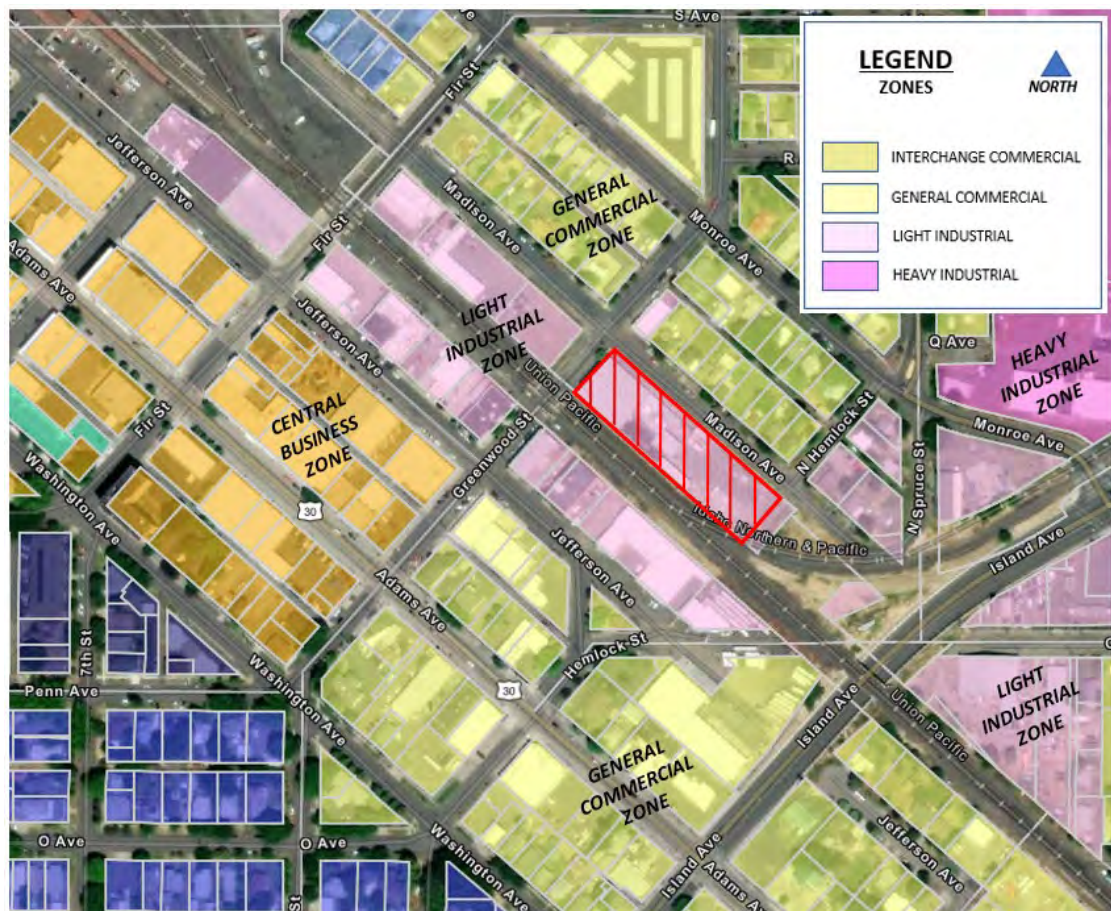 S Ave
Ave
Fir St
LEGEND
ZONES
NORTH
INTERCHANGE COMMERCIAL
GENERAL COMMERCIAL
LIGHT INDUSTRIAL
HEAVY INDUSTRIAL
Jefferson Ave
Madison Ave
GENERAL
COMMERCIAL
ZONE
R
Monroe Ave
Fir St
Adams Ave
Jefferson Ave
LIGHT
INDUSTRIAL
ZONE
Union Pacific
Q Ave
HEAVY
INDUSTRIAL
ZONE
Monroe Ave
Madison Ave
N Hemlock St
N Spruce St
CENTRAL
BUSINESS
ZONE
Greenwood St
Fir St
Washington Ave
30
Idaho Northern & Pacific
Island Ave
Jefferson Ave
Adams Ave
Hemlock St
7th St
Penn Ave
Washington Ave
30
Island Ave
Union Pacific
LIGHT
INDUSTRIAL
ZONE
GENERAL
COMMERCIAL
ZONE
O Ave
O Ave
Washington Ave
Island Ave
Adams Ave
Jefferson Ave
St